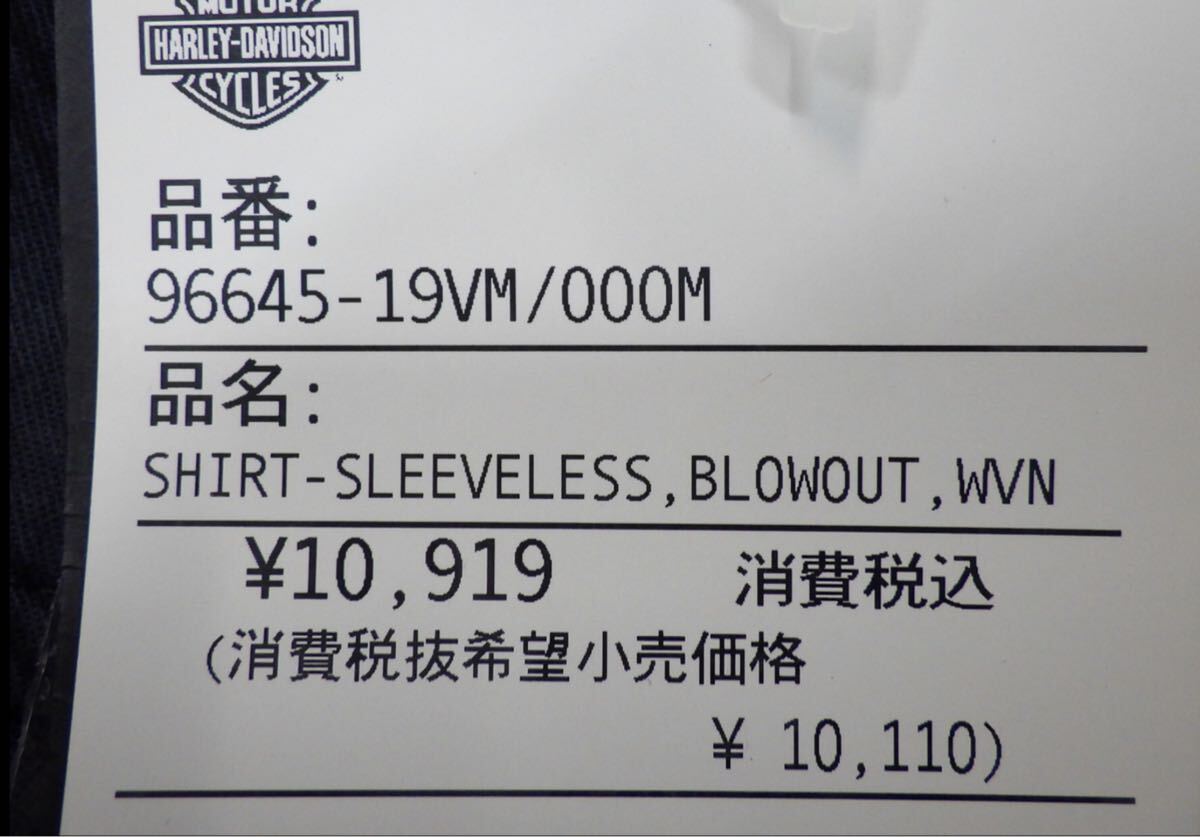 MOTOR
HARLEY-DAVIDSON
CYCLES
品番:
96645-19VM/000M
品名:
SHIRT-SLEEVELESS,BLOWOUT,WVN
¥10,919 消費税込
(消費税抜希望小売価格
¥ 10,110)